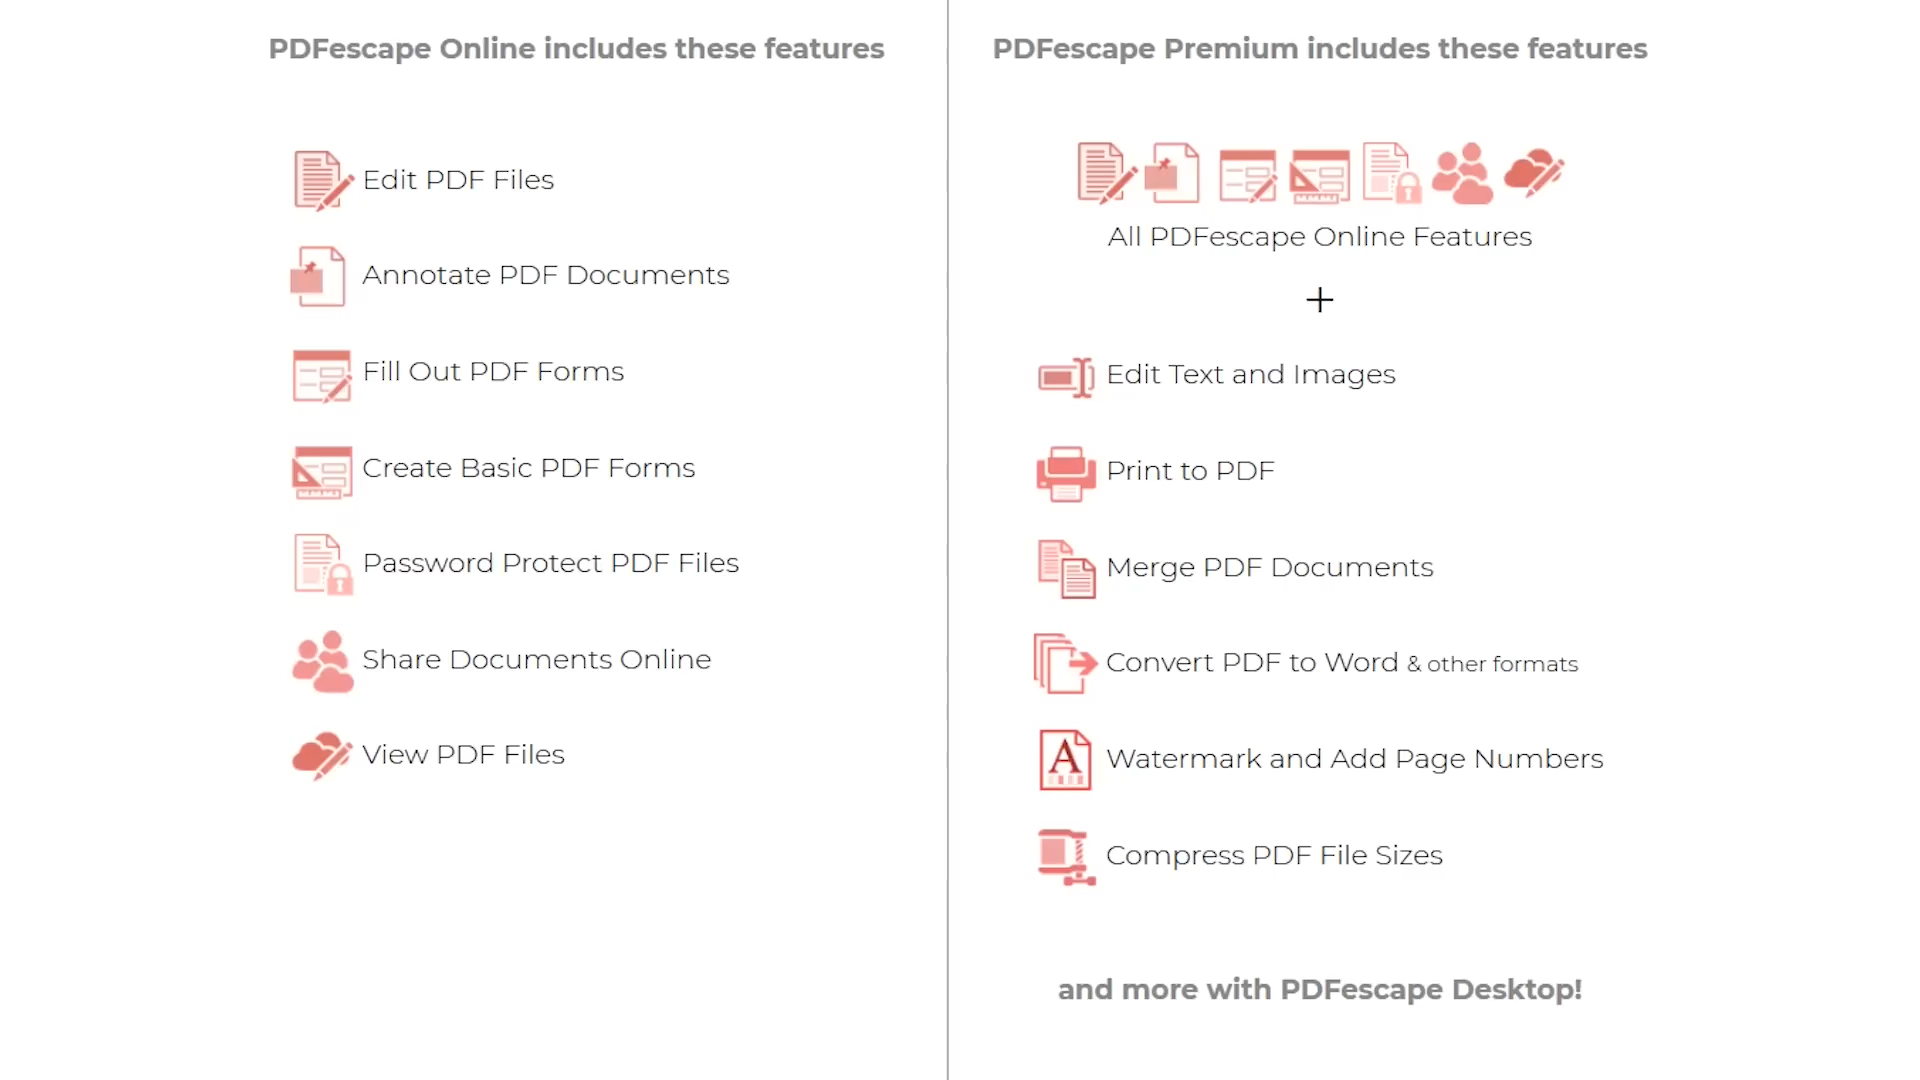 PDFescape Online includes these features
Edit PDF Files
Annotate PDF Documents
Fill Out PDF Forms
Create Basic PDF Forms
Password Protect PDF Files
Share Documents Online
View PDF Files
PDFescape Premium includes these features
All PDFescape Online Features
+
Edit Text and Images
Print to PDF
Merge PDF Documents
Convert PDF to Word & other formats
A
Watermark and Add Page Numbers
Compress PDF File Sizes
and more with PDFescape Desktop!